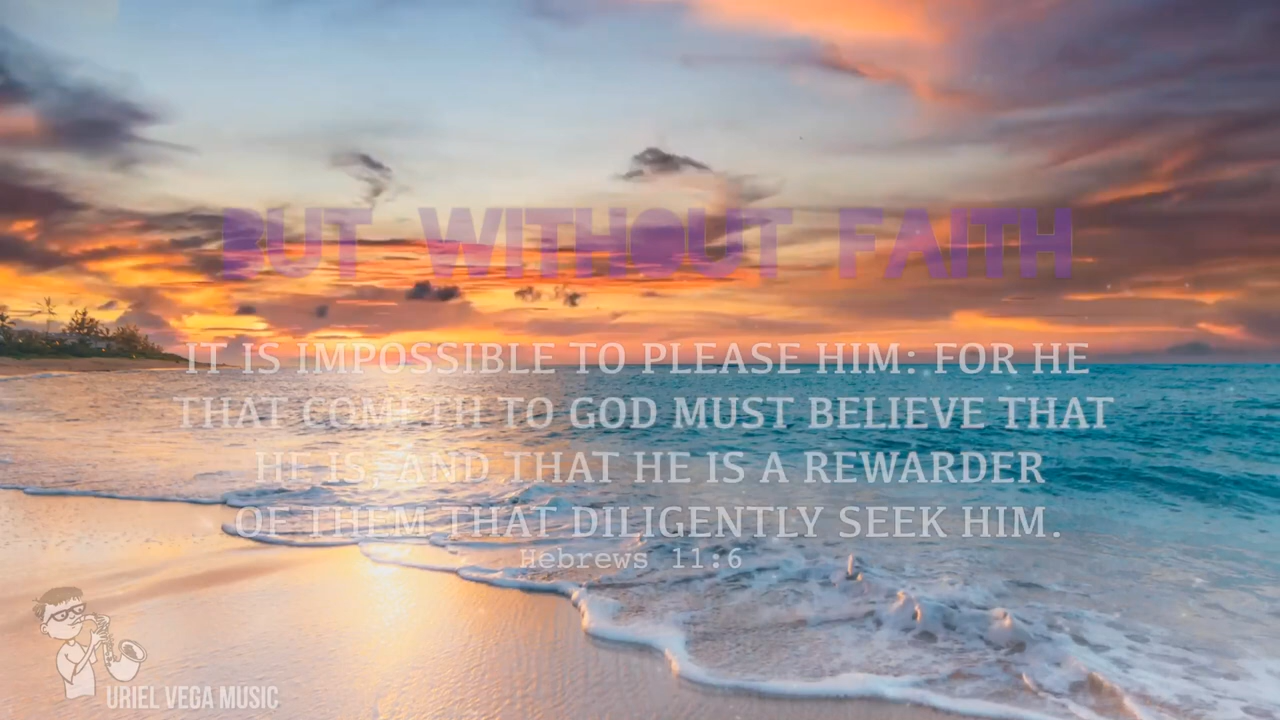 BUT WITHOUT FAITH
IT IS IMPOSSIBLE TO PLEASE HIM: FOR HE
THAT COMETH TO GOD MUST BELIEVE THAT
HE IS, AND THAT HE IS A REWARDER
OF THEM THAT DILIGENTLY SEEK HIM.
Hebrews 11:6
URIEL VEGA MUSIC